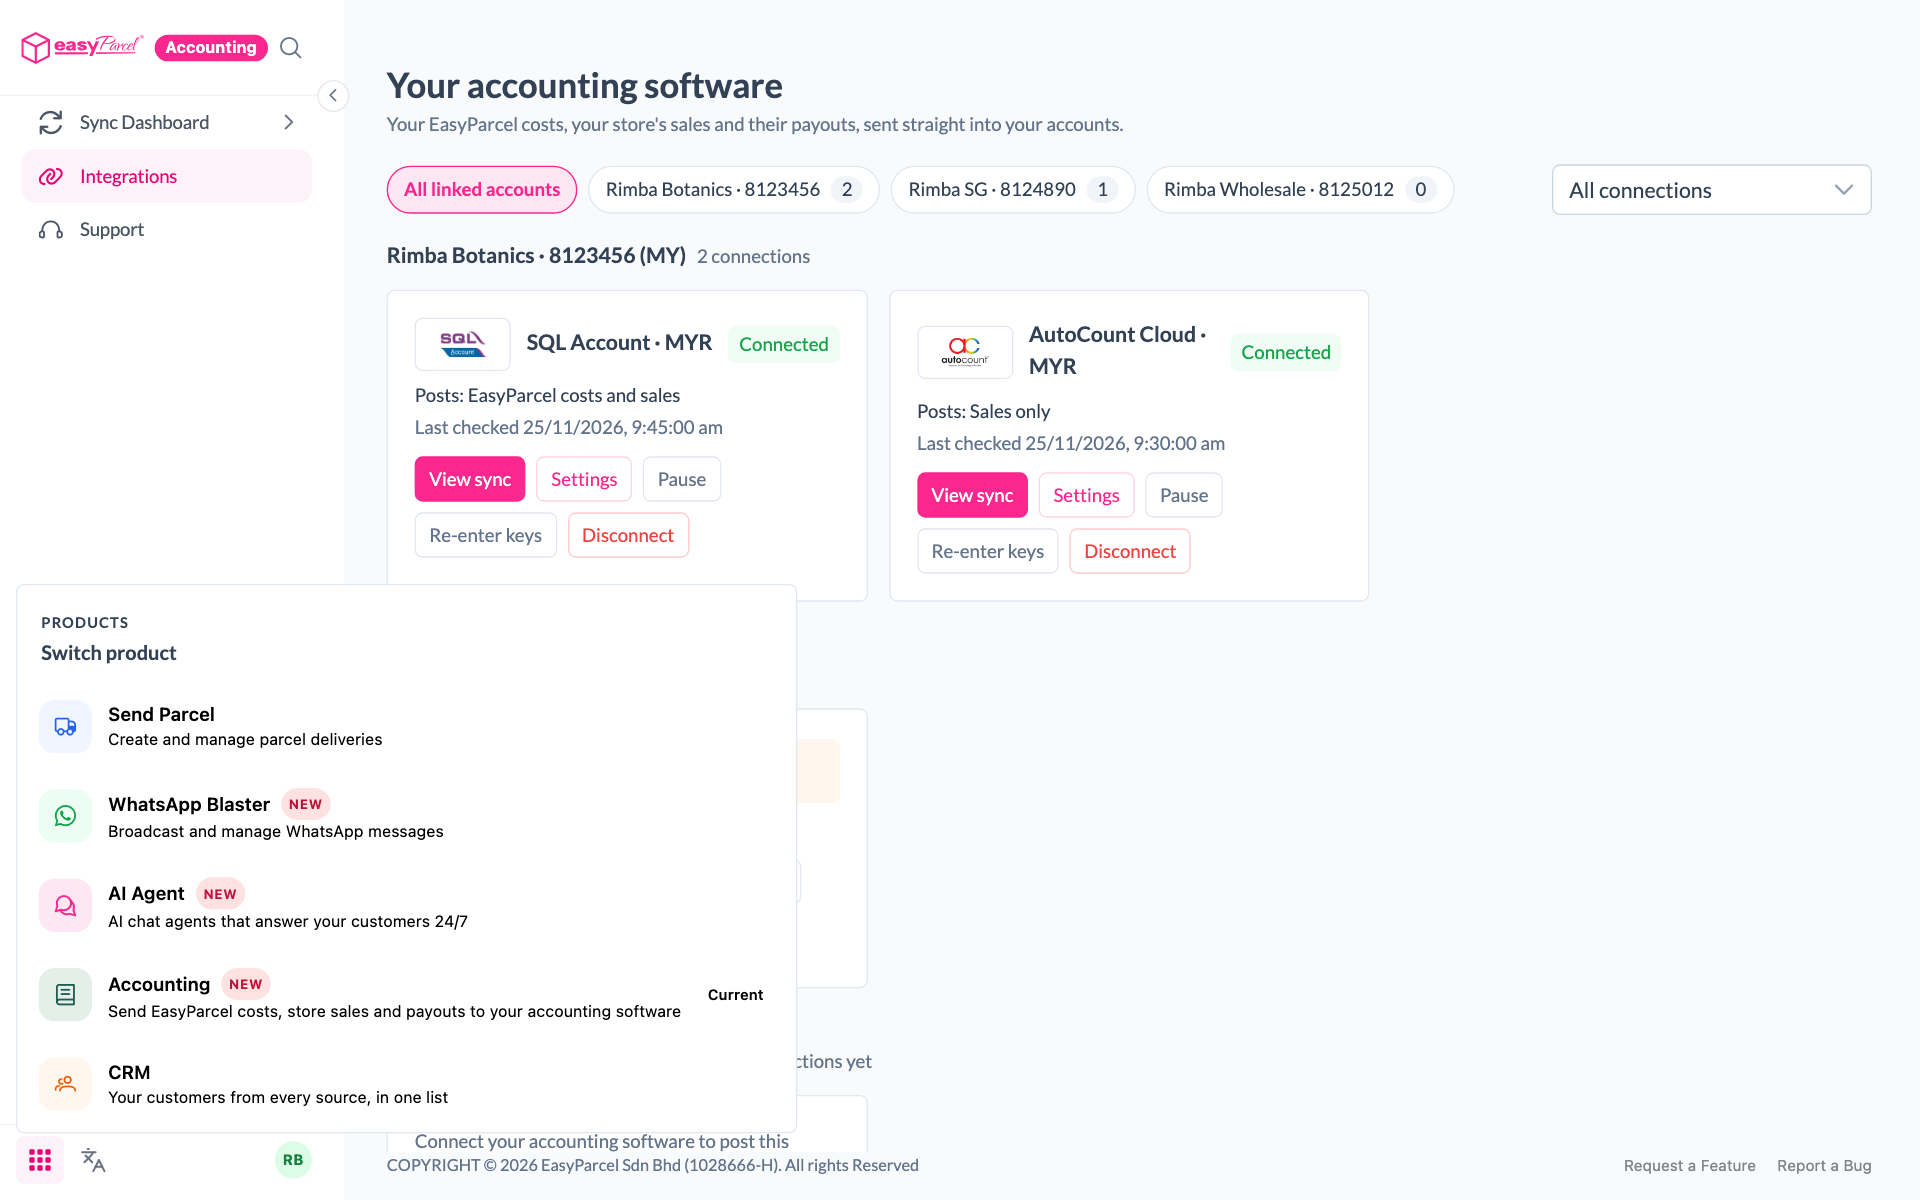 easyParcel
Accounting
Sync Dashboard
Integrations
Support
Your accounting software
Your EasyParcel costs, your store's sales and their payouts, sent straight into your accounts.
All linked accounts
Rimba Botanics · 8123456 2
Rimba SG · 8124890 1
Rimba Wholesale · 8125012 0
All connections
Rimba Botanics · 8123456 (MY) 2 connections
SQL Account
SQL Account · MYR
Connected
Posts: EasyParcel costs and sales
Last checked 25/11/2026, 9:45:00 am
View sync
Settings
Pause
Re-enter keys
Disconnect
autocount
AutoCount Cloud ·
MYR
Connected
Posts: Sales only
Last checked 25/11/2026, 9:30:00 am
View sync
Settings
Pause
Re-enter keys
Disconnect
PRODUCTS
Switch product
Send Parcel
Create and manage parcel deliveries
WhatsApp Blaster NEW
Broadcast and manage WhatsApp messages
AI Agent NEW
AI chat agents that answer your customers 24/7
Accounting NEW
Send EasyParcel costs, store sales and payouts to your accounting software
Current
CRM
Your customers from every source, in one list
ctions yet
Connect your accounting software to post this
RB
COPYRIGHT © 2026 EasyParcel Sdn Bhd (1028666-H). All rights Reserved
Request a Feature
Report a Bug